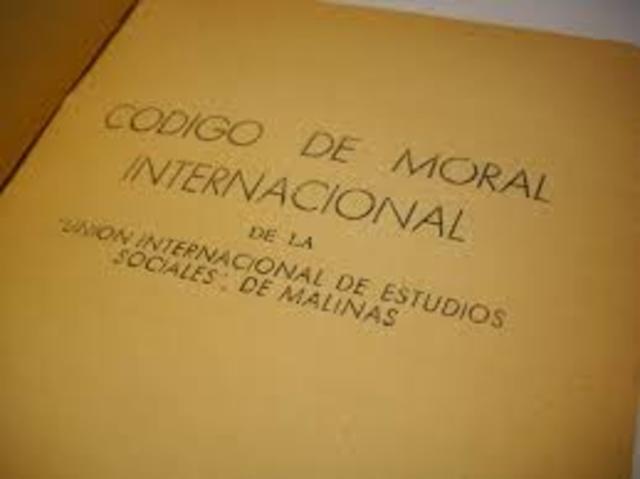 CODIGO DE MORAL
INTERNACIONAL
DE LA
"UNION INTERNACIONAL DE ESTUDIOS
SOCIALES", DE MALINAS